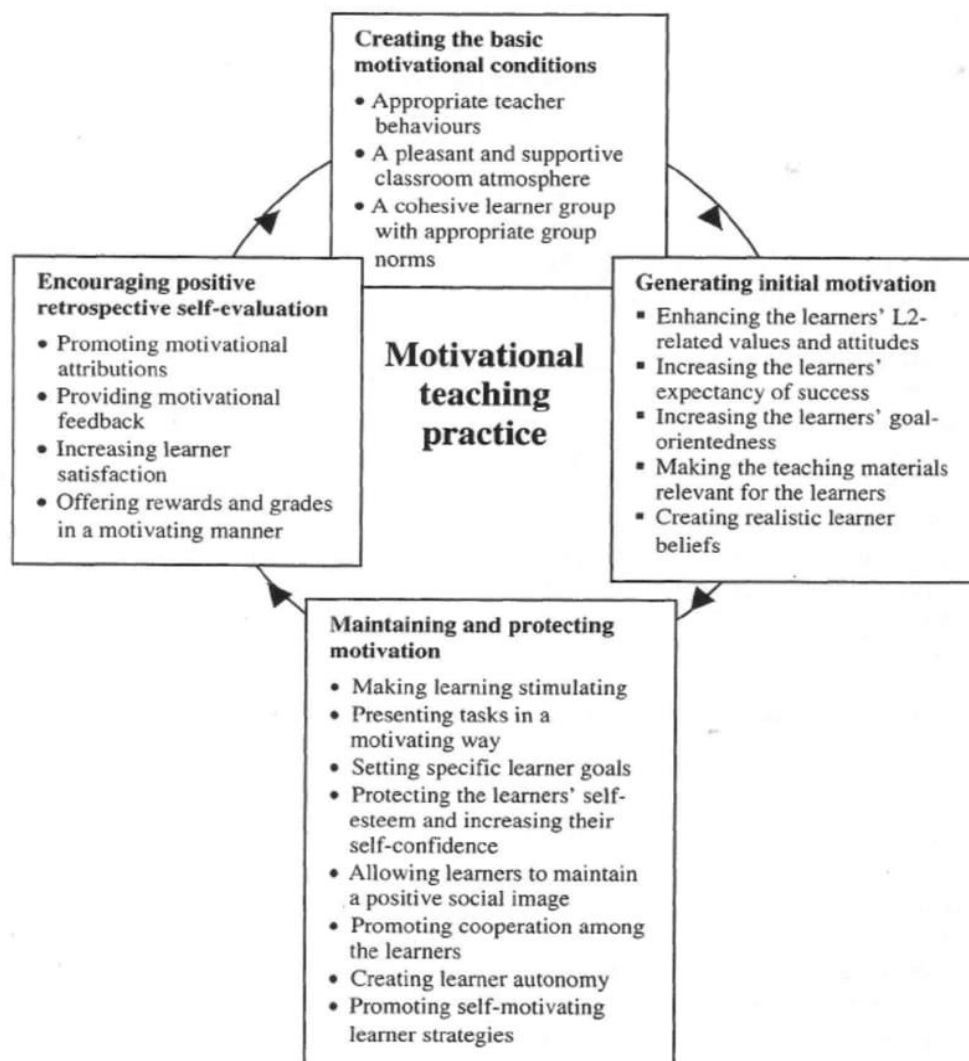 Creating the basic
motivational conditions
• Appropriate teacher
behaviours
• A pleasant and supportive
classroom atmosphere
• A cohesive learner group
with appropriate group
norms
Encouraging positive
retrospective self-evaluation
• Promoting motivational
attributions
• Providing motivational
feedback
• Increasing learner
satisfaction
• Offering rewards and grades
in a motivating manner
Motivational
teaching
practice
Generating initial motivation
▪ Enhancing the learners' L2-
related values and attitudes
▪ Increasing the learners'
expectancy of success
▪ Increasing the learners' goal-
orientedness
▪ Making the teaching materials
relevant for the learners
▪ Creating realistic learner
beliefs
Maintaining and protecting
motivation
• Making learning stimulating
• Presenting tasks in a
motivating way
• Setting specific learner goals
• Protecting the learners' self-
esteem and increasing their
self-confidence
• Allowing learners to maintain
a positive social image
• Promoting cooperation among
the learners
• Creating learner autonomy
• Promoting self-motivating
learner strategies